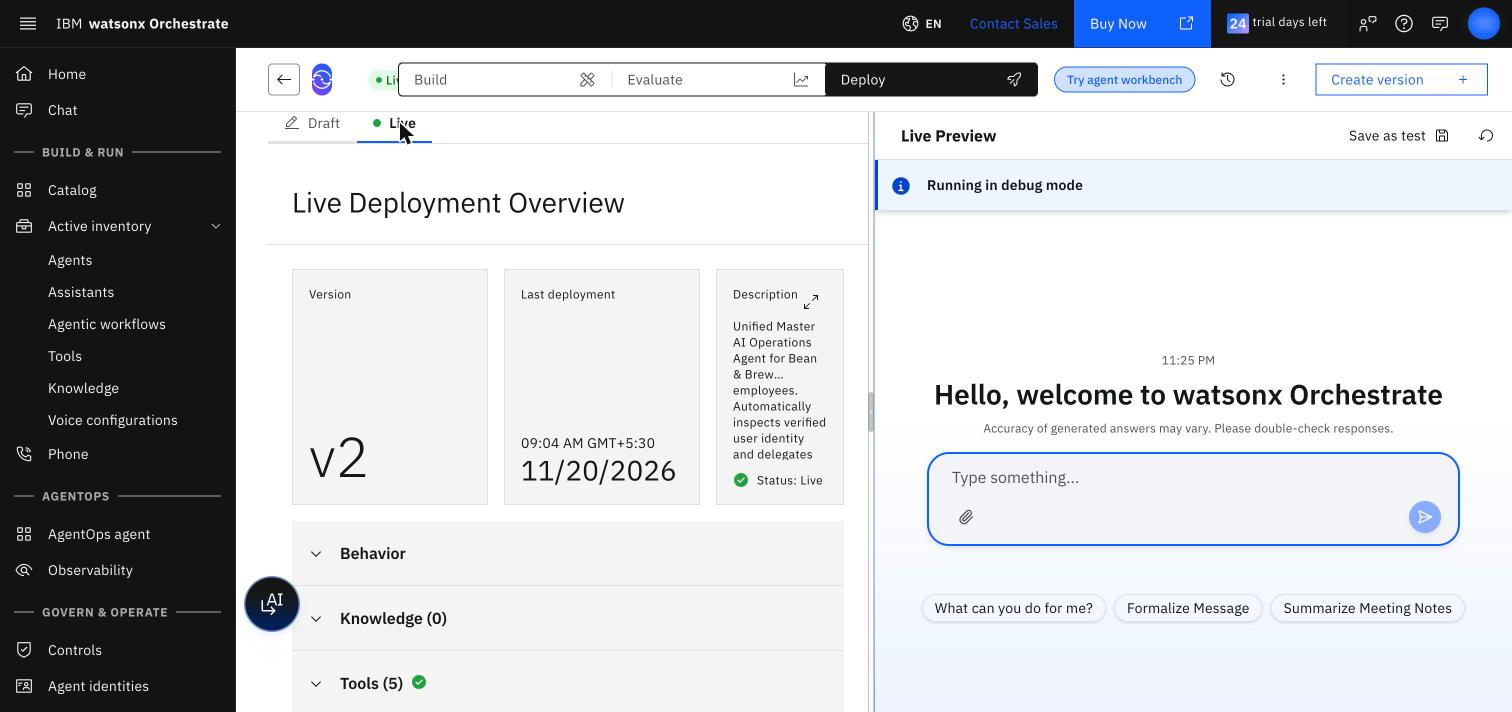 IBM watsonx Orchestrate
EN
Contact Sales
Buy Now
24 trial days left
Home
Chat
BUILD & RUN
Catalog
Active inventory
Agents
Assistants
Agentic workflows
Tools
Knowledge
Voice configurations
Phone
AGENTOPS
AgentOps agent
Observability
GOVERN & OPERATE
Controls
Agent identities
Build
Evaluate
Deploy
Try agent workbench
Create version
Draft
Live
Live Deployment Overview
Version
v2
Last deployment
09:04 AM GMT+5:30
11/20/2026
Description
Unified Master
AI Operations
Agent for Bean
& Brew...
employees.
Automatically
inspects verified
user identity
and delegates
Status: Live
Behavior
Knowledge (0)
Tools (5)
AI
Live Preview
Save as test
Running in debug mode
11:25 PM
Hello, welcome to watsonx Orchestrate
Accuracy of generated answers may vary. Please double-check responses.
Type something...
What can you do for me?
Formalize Message
Summarize Meeting Notes